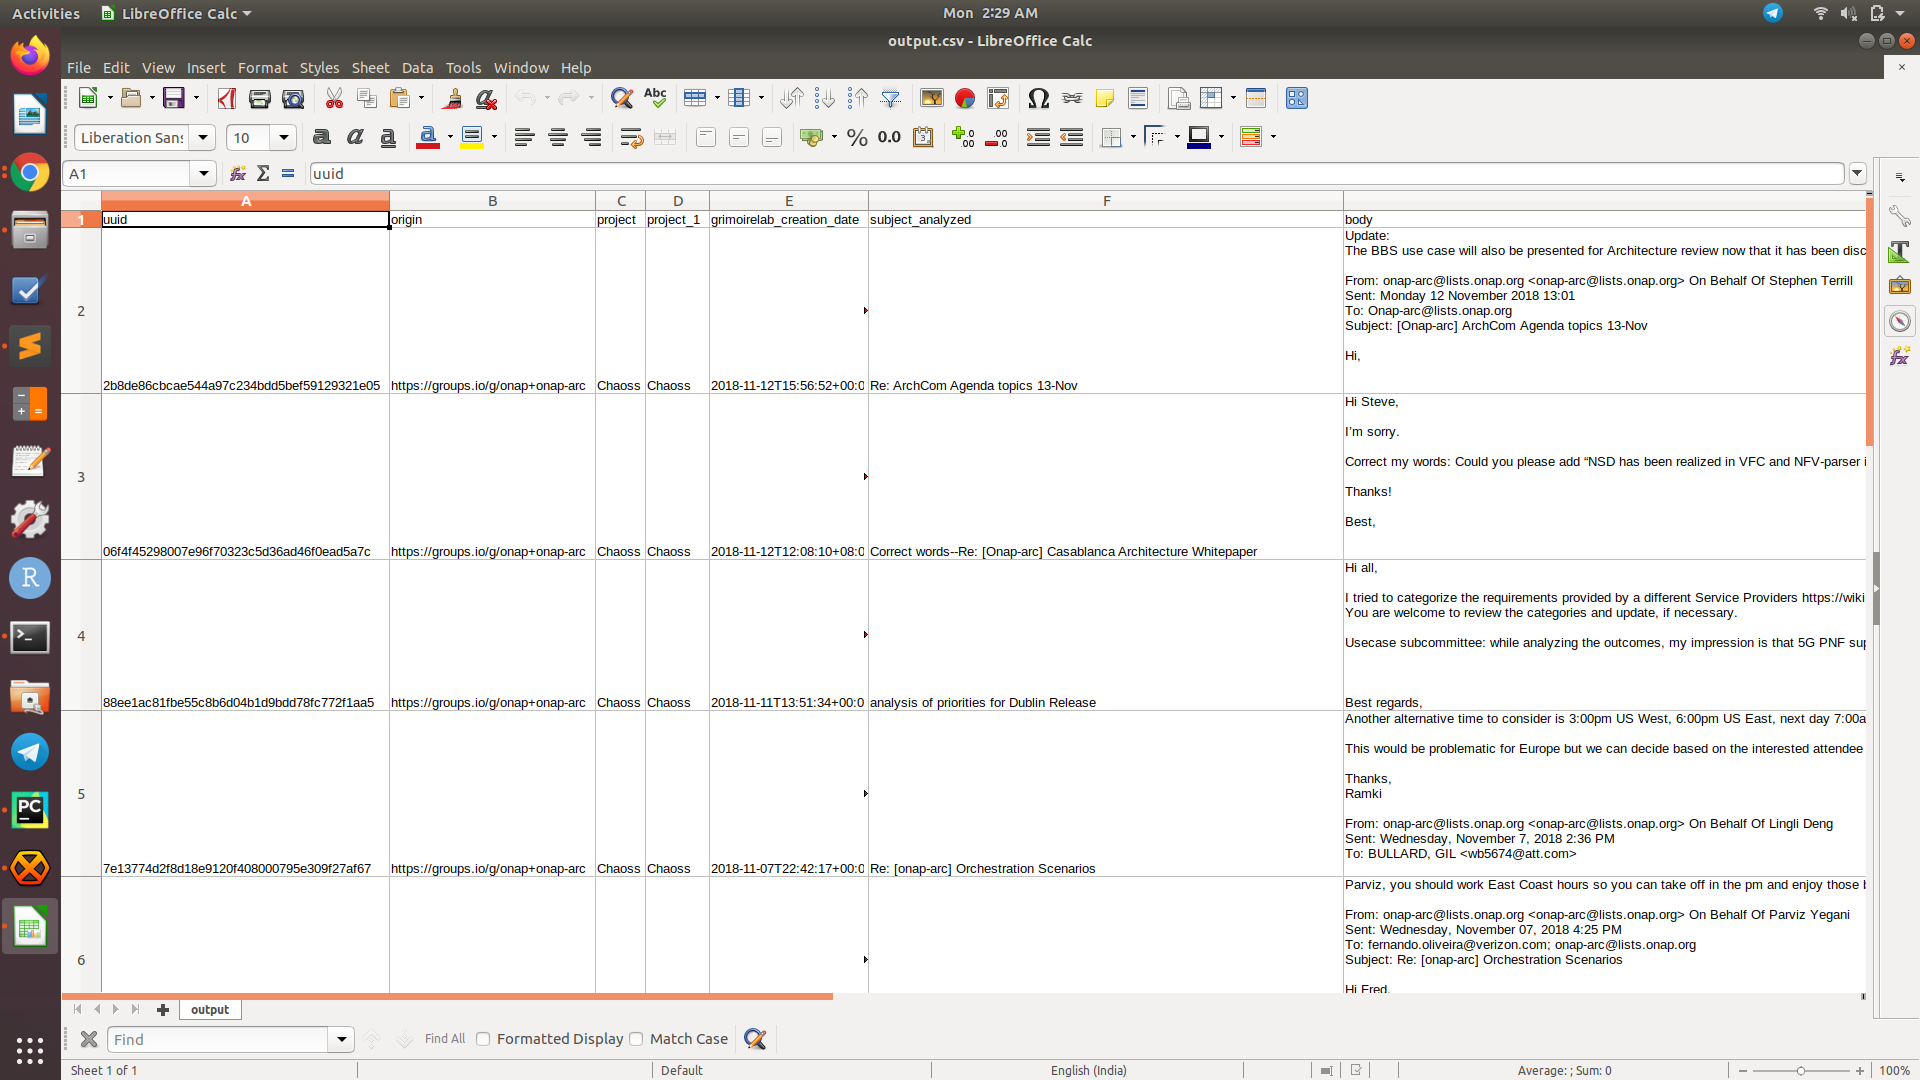 Activities LibreOffice Calc Mon 2:29 AM
output.csv - LibreOffice Calc
File Edit View Insert Format Styles Sheet Data Tools Window Help
Liberation Sans 10
A1 uuid
A B C D E F
1 uuid origin project project_1 grimoirelab_creation_date subject_analyzed body
Update:
The BBS use case will also be presented for Architecture review now that it has been disc
From: onap-arc@lists.onap.org <onap-arc@lists.onap.org> On Behalf Of Stephen Terrill
Sent: Monday 12 November 2018 13:01
To: Onap-arc@lists.onap.org
Subject: [Onap-arc] ArchCom Agenda topics 13-Nov
Hi,
2 2b8de86cbcae544a97c234bdd5bef59129321e05 https://groups.io/g/onap+onap-arc Chaoss Chaoss 2018-11-12T15:56:52+00:0 Re: ArchCom Agenda topics 13-Nov
Hi Steve,
I'm sorry.
Correct my words: Could you please add “NSD has been realized in VFC and NFV-parser i
Thanks!
Best,
3 06f4f45298007e96f70323c5d36ad46f0ead5a7c https://groups.io/g/onap+onap-arc Chaoss Chaoss 2018-11-12T12:08:10+08:0 Correct words--Re: [Onap-arc] Casablanca Architecture Whitepaper
Hi all,
I tried to categorize the requirements provided by a different Service Providers https://wiki
You are welcome to review the categories and update, if necessary.
Usecase subcommittee: while analyzing the outcomes, my impression is that 5G PNF sup
4 88ee1ac81fbe55c8b6d04b1d9bdd78fc772f1aa5 https://groups.io/g/onap+onap-arc Chaoss Chaoss 2018-11-11T13:51:34+00:0 analysis of priorities for Dublin Release Best regards,
Another alternative time to consider is 3:00pm US West, 6:00pm US East, next day 7:00a
This would be problematic for Europe but we can decide based on the interested attendee
Thanks,
Ramki
From: onap-arc@lists.onap.org <onap-arc@lists.onap.org> On Behalf Of Lingli Deng
Sent: Wednesday, November 7, 2018 2:36 PM
To: BULLARD, GIL <wb5674@att.com>
5 7e13774d2f8d18e9120f408000795e309f27af67 https://groups.io/g/onap+onap-arc Chaoss Chaoss 2018-11-07T22:42:17+00:0 Re: [onap-arc] Orchestration Scenarios
Parviz, you should work East Coast hours so you can take off in the pm and enjoy those b
From: onap-arc@lists.onap.org <onap-arc@lists.onap.org> On Behalf Of Parviz Yegani
Sent: Wednesday, November 07, 2018 4:25 PM
To: fernando.oliveira@verizon.com; onap-arc@lists.onap.org
6 Subject: Re: [onap-arc] Orchestration Scenarios
Hi Fred,
output
Find Find All Formatted Display Match Case
Sheet 1 of 1 Default English (India) Average: ; Sum: 0 100%